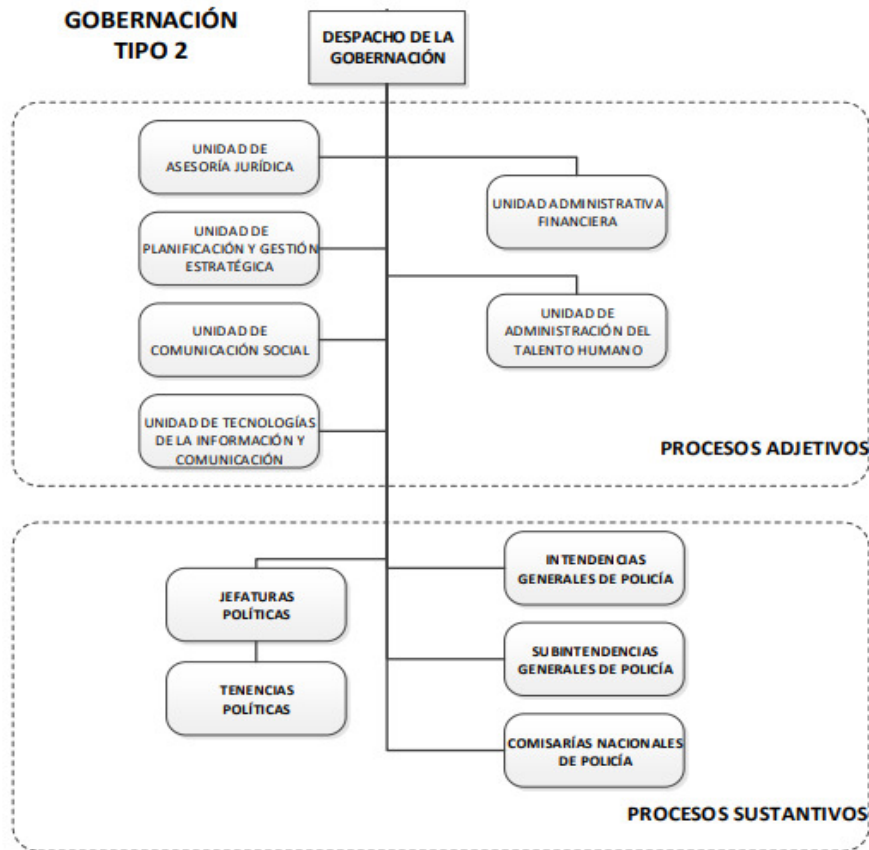 GOBERNACIÓN
TIPO 2
DESPACHO DE LA
GOBERNACIÓN
UNIDAD DE
ASESORÍA JURÍDICA
UNIDAD ADMINISTRATIVA
FINANCIERA
UNIDAD DE
PLANIFICACIÓN Y GESTIÓN
ESTRATÉGICA
UNIDAD DE
ADMINISTRACIÓN DEL
TALENTO HUMANO
UNIDAD DE
COMUNICACIÓN SOCIAL
UNIDAD DE TECNOLOGÍAS
DE LA INFORMACIÓN Y
COMUNICACIÓN
PROCESOS ADJETIVOS
JEFATURAS
POLÍTICAS
TENENCIAS
POLÍTICAS
INTENDENCIAS
GENERALES DE POLICÍA
SUBINTENDENCIAS
GENERALES DE POLICÍA
COMISARÍAS NACIONALES
DE POLICÍA
PROCESOS SUSTANTIVOS